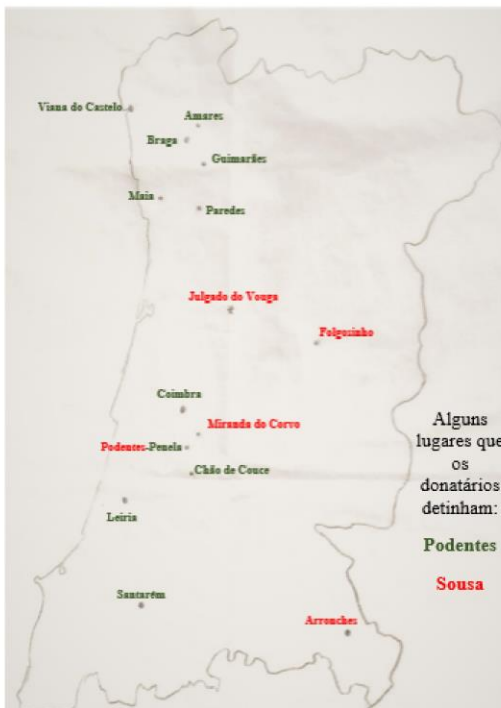 Viana do Castelo
Amares
Braga
Guimarães
Maia
Paredes
Julgado do Vouga
Folgosinho
Coimbra
Miranda do Corvo
Podentes-Penela
Chão de Couce
Leiria
Santarém
Arronches
Alguns
lugares que
os
donatários
detinham:
Podentes
Sousa